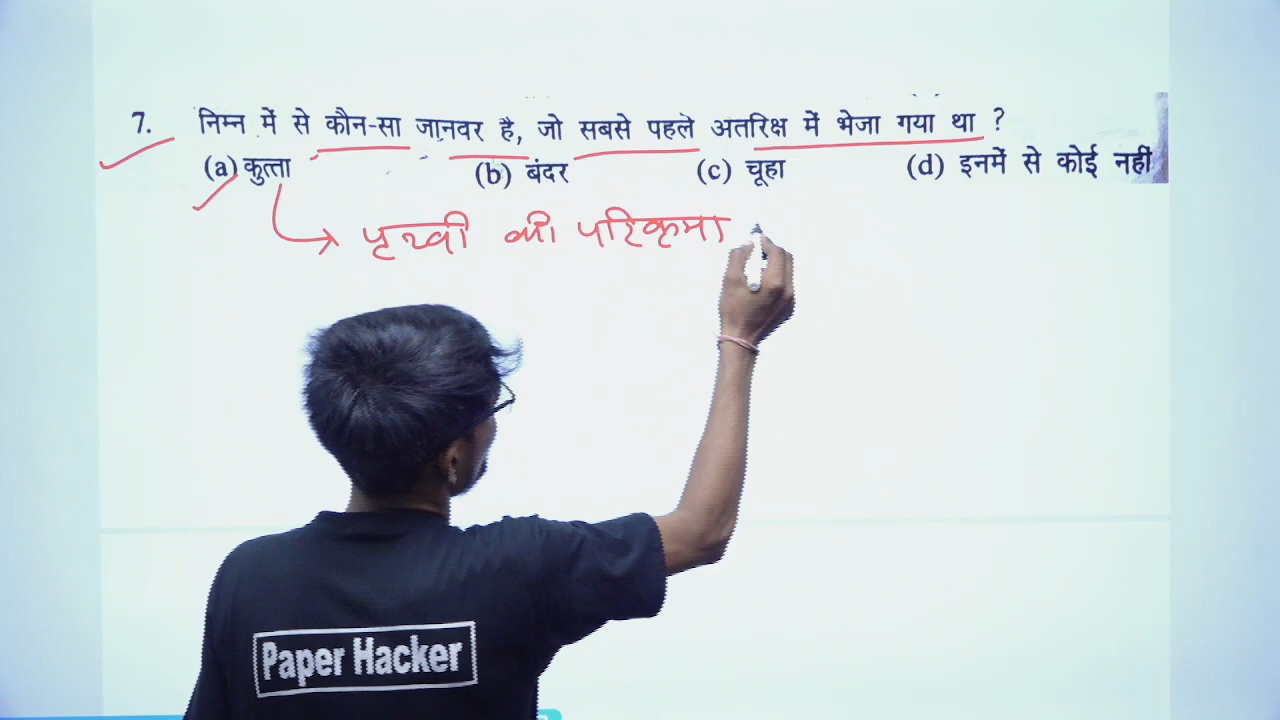 7. निम्न में से कौन-सा जानवर है, जो सबसे पहले अतरिक्ष में भेजा गया था ?
(a) कुत्ता (b) बंदर (c) चूहा (d) इनमें से कोई नहीं
पृथ्वी की परिक्रमा
Paper Hacker